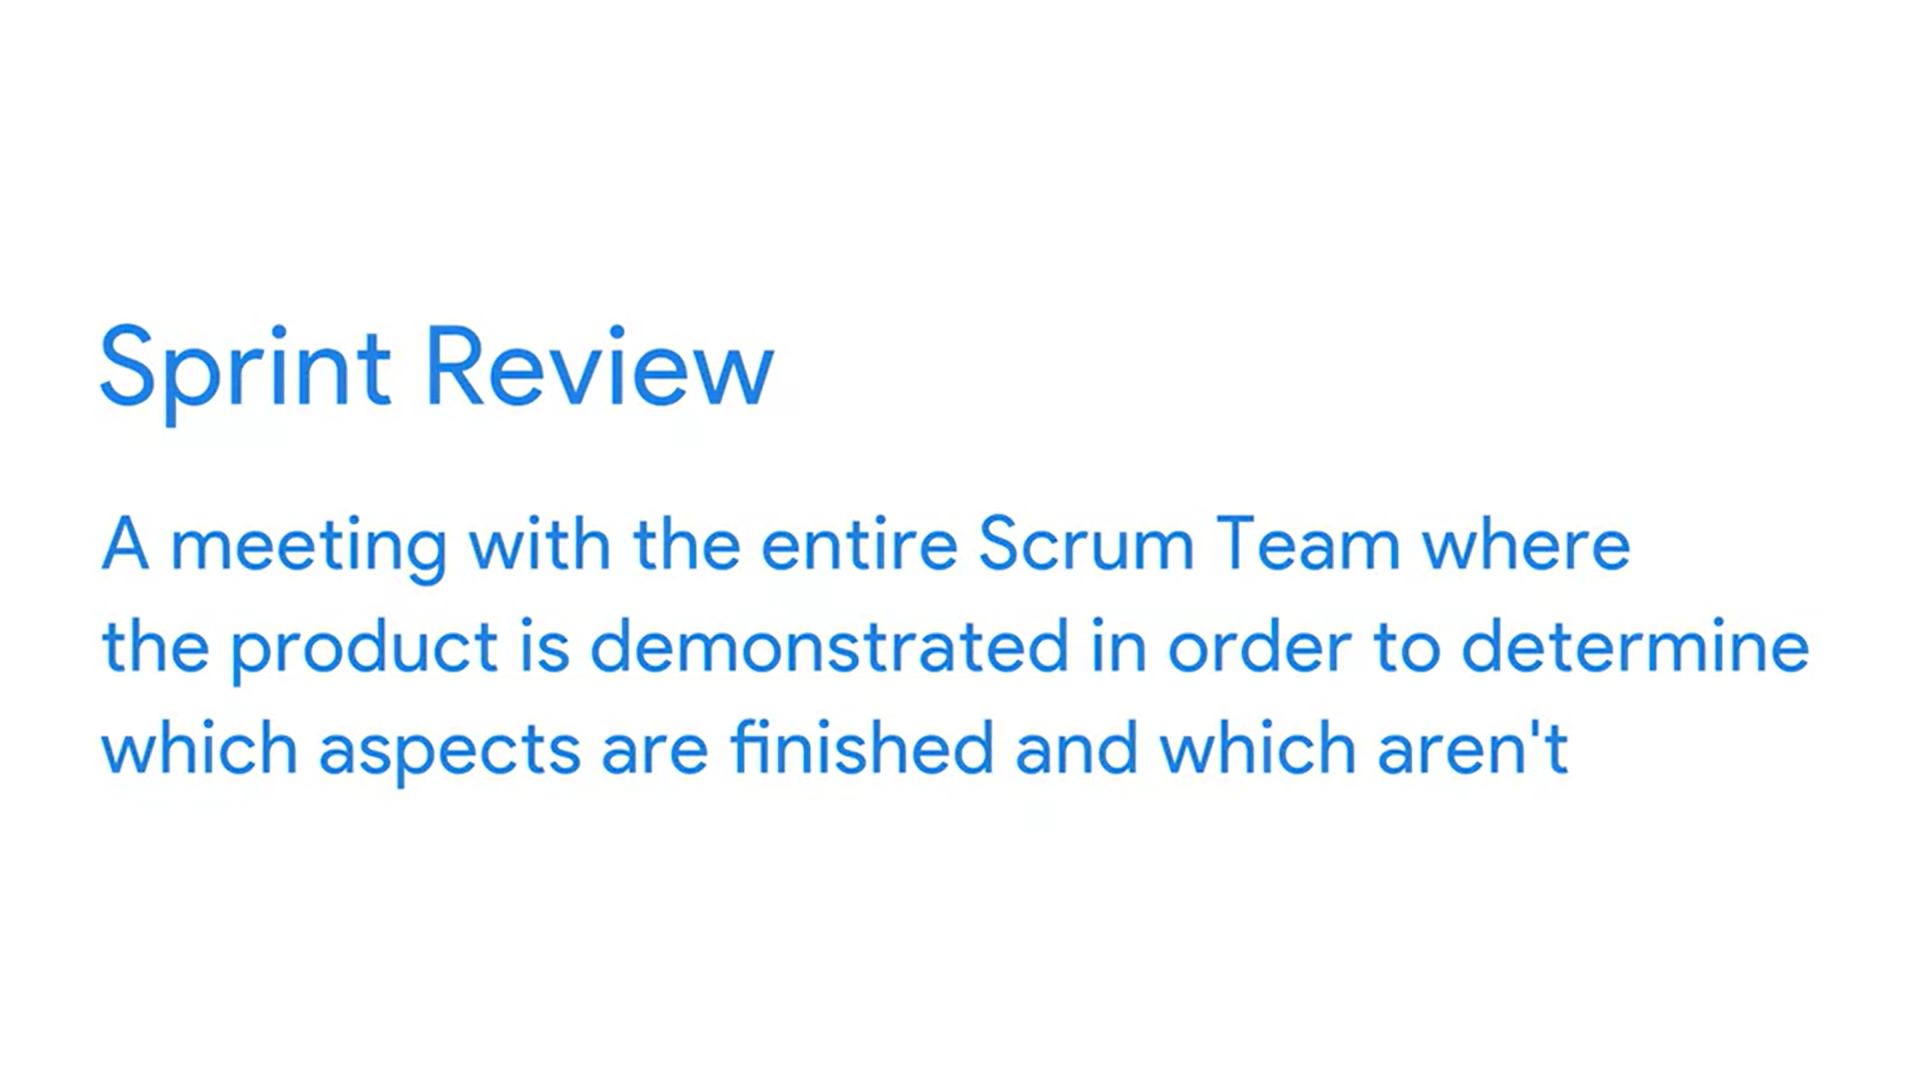 Sprint Review
A meeting with the entire Scrum Team where
the product is demonstrated in order to determine
which aspects are finished and which aren't